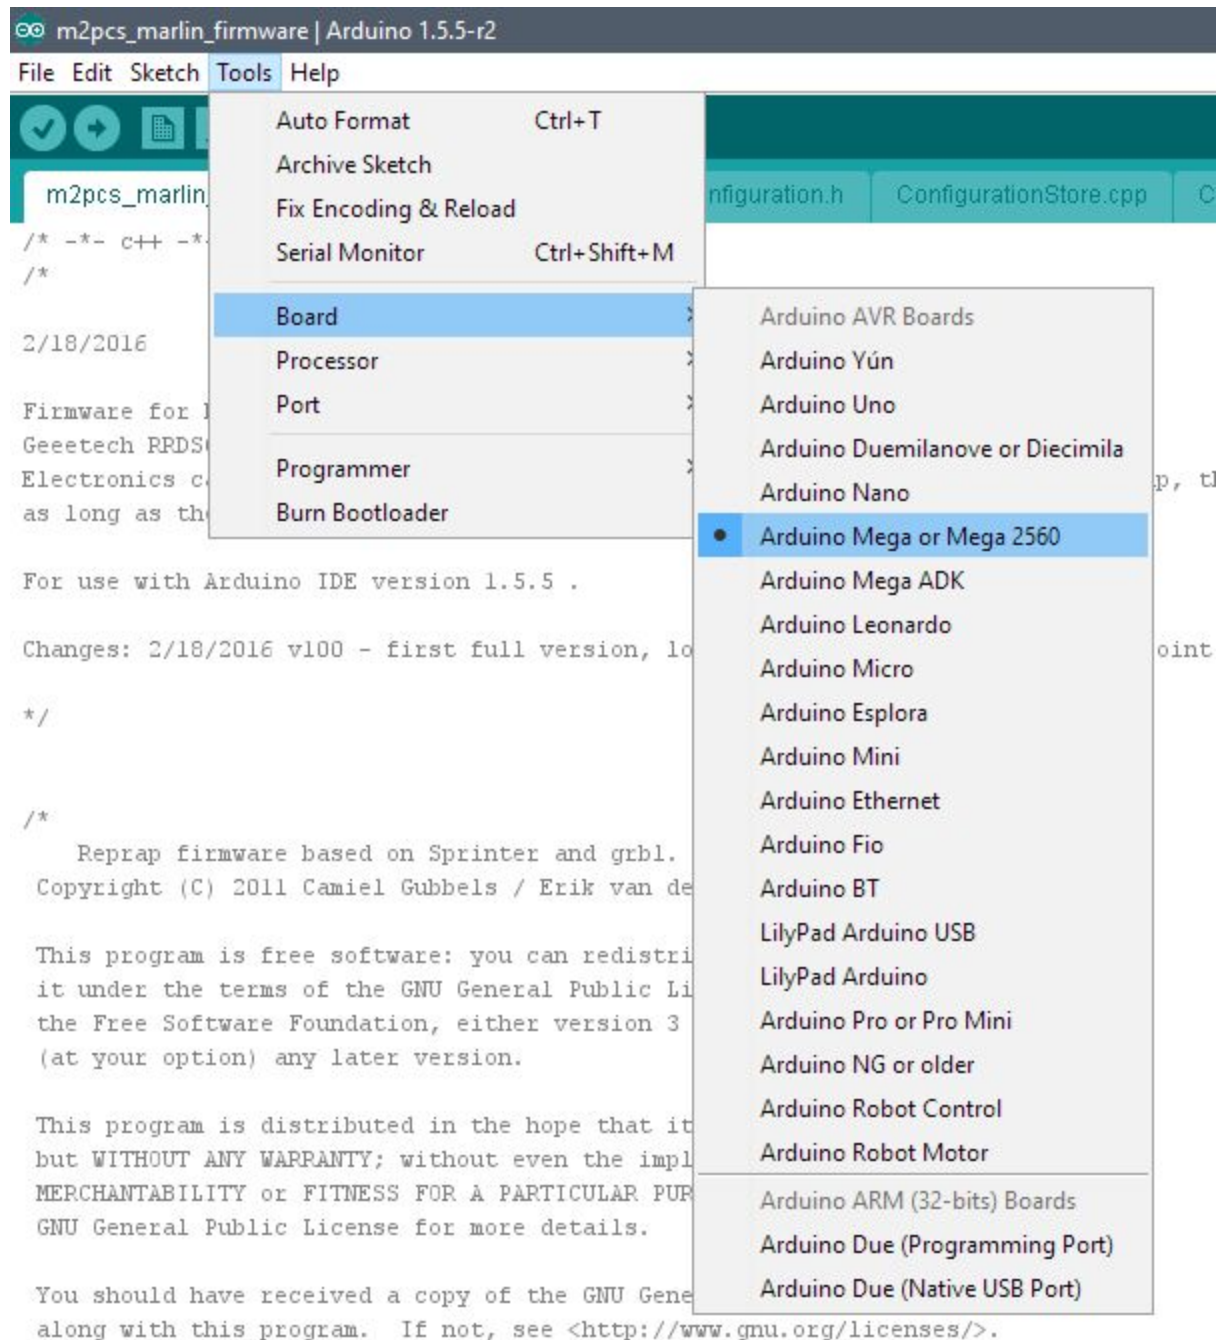 m2pcs_marlin_firmware | Arduino 1.5.5-r2
File Edit Sketch Tools Help
Auto Format Ctrl+T
Archive Sketch
Fix Encoding & Reload
Serial Monitor Ctrl+Shift+M
Board
Processor
Port
Programmer
Burn Bootloader
Arduino AVR Boards
Arduino Yún
Arduino Uno
Arduino Duemilanove or Diecimila
Arduino Nano
Arduino Mega or Mega 2560
Arduino Mega ADK
Arduino Leonardo
Arduino Micro
Arduino Esplora
Arduino Mini
Arduino Ethernet
Arduino Fio
Arduino BT
LilyPad Arduino USB
LilyPad Arduino
Arduino Pro or Pro Mini
Arduino NG or older
Arduino Robot Control
Arduino Robot Motor
Arduino ARM (32-bits) Boards
Arduino Due (Programming Port)
Arduino Due (Native USB Port)
m2pcs_marlin_ nfiguration.h ConfigurationStore.cpp C
/* -*- c++ -*
/*
2/18/2016
Firmware for
Geeetech RRDS
Electronics c p, th
as long as the
For use with Arduino IDE version 1.5.5 .
Changes: 2/18/2016 v100 - first full version, lo oint
*/
/*
Reprap firmware based on Sprinter and grbl.
Copyright (C) 2011 Camiel Gubbels / Erik van de
This program is free software: you can redistri
it under the terms of the GNU General Public Li
the Free Software Foundation, either version 3
(at your option) any later version.
This program is distributed in the hope that it
but WITHOUT ANY WARRANTY; without even the impl
MERCHANTABILITY or FITNESS FOR A PARTICULAR PUR
GNU General Public License for more details.
You should have received a copy of the GNU Gene
along with this program. If not, see <http://www.gnu.org/licenses/>.